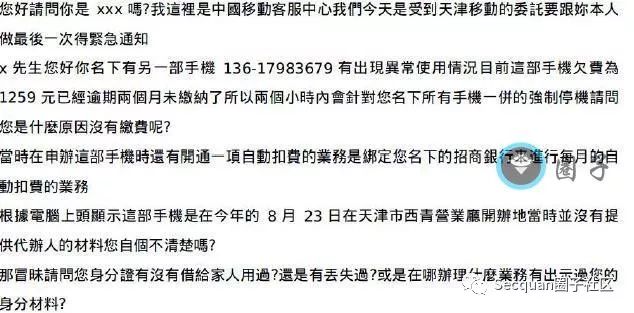 您好請問你是 xxx 嗎?我這裡是中國移動客服中心我們今天是受到天津移動的委託要跟妳本人
做最後一次得緊急通知
x 先生您好你名下有另一部手機 136-17983679 有出現異常使用情況目前這部手機欠費為
1259 元已經逾期兩個月未繳納了所以兩個小時內會針對您名下所有手機一併的強制停機請問
您是什麼原因沒有繳費呢?
當時在申辦這部手機時還有開通一項自動扣費的業務是綁定您名下的招商銀行來進行每月的自
動扣費的業務
根據電腦上頭顯示這部手機是在今年的 8 月 23 日在天津市西青營業廳開辦地當時並沒有提
供代辦人的材料您自個不清楚嗎?
那冒昧請問您身分證有沒有借給家人用過?還是有丟失過?或是在哪辦理什麼業務有出示過您的
身分材料?
圈子
Secquan圈子社区